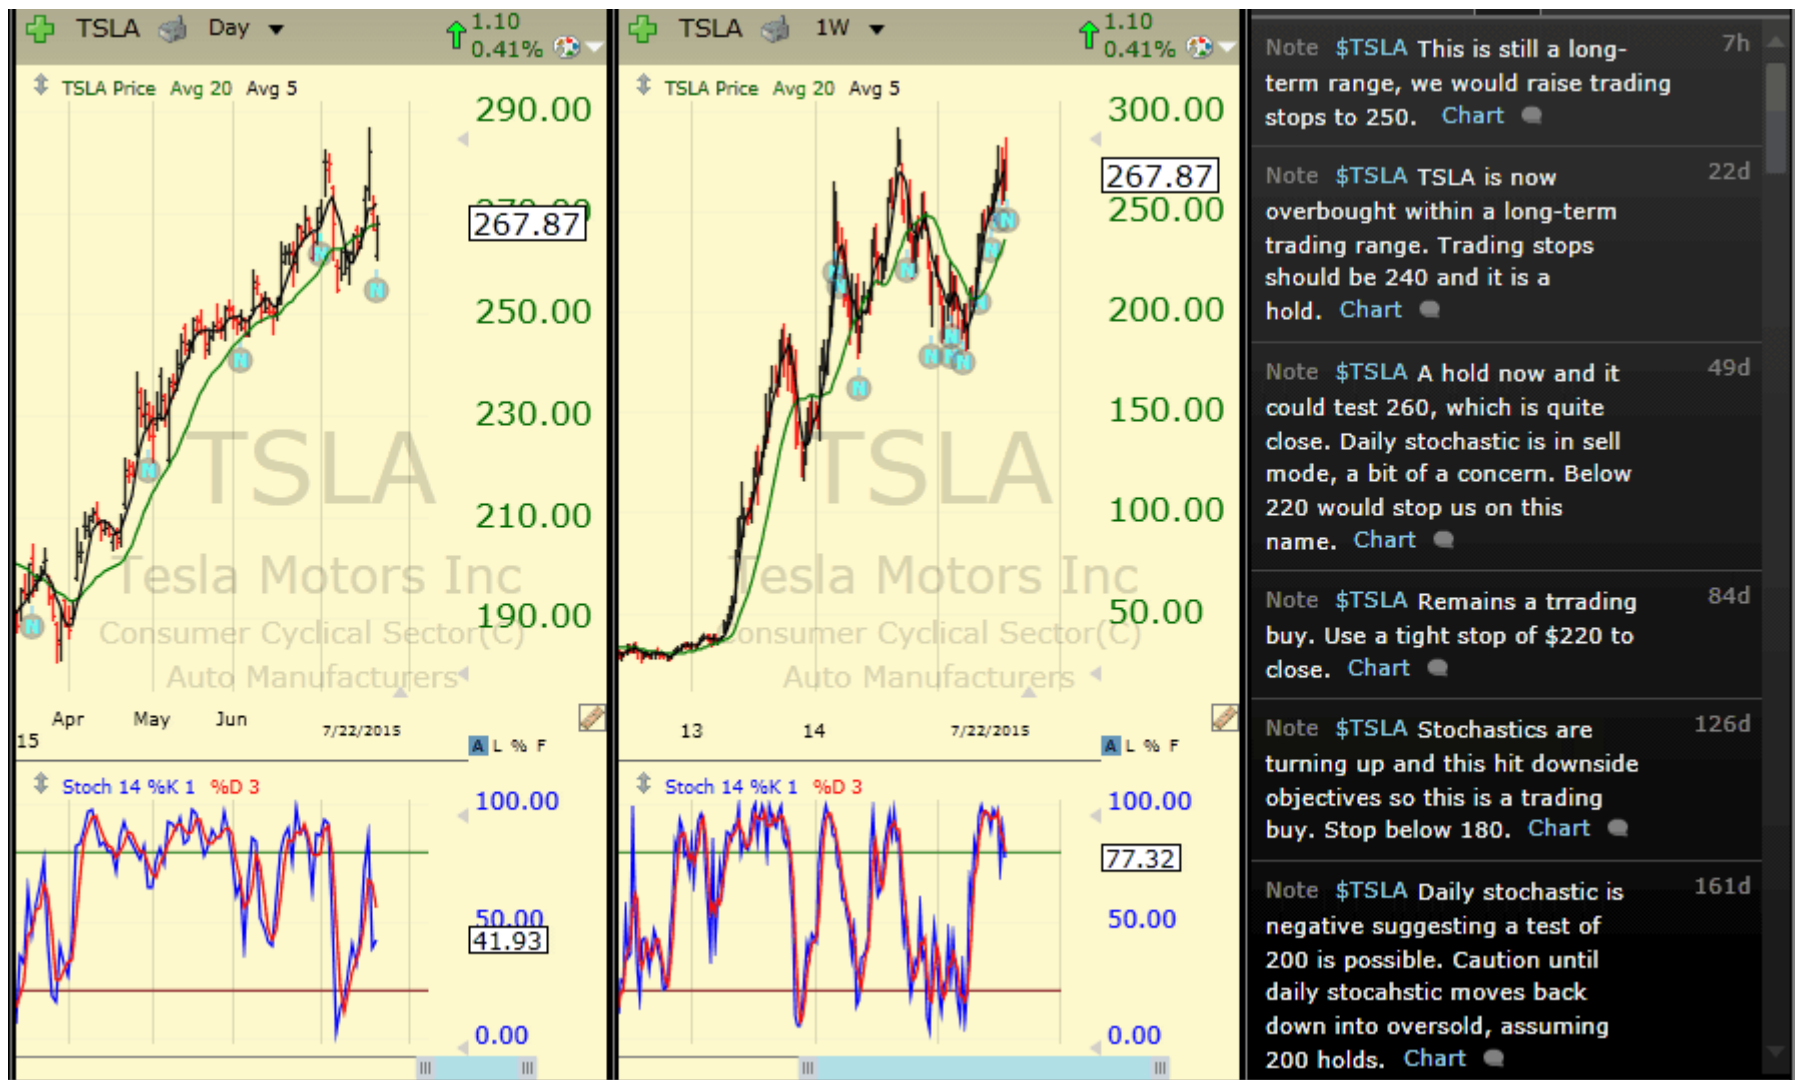 TSLA Day
1.10
0.41%
TSLA Price Avg 20 Avg 5
290.00
270.00
267.87
250.00
230.00
210.00
190.00
TSLA
Tesla Motors Inc
Consumer Cyclical Sector(C)
Auto Manufacturers
N
N
N
N
N
Apr May Jun
15
7/22/2015
A L % F
Stoch 14 %K 1 %D 3
100.00
50.00
41.93
0.00
TSLA 1W
1.10
0.41%
TSLA Price Avg 20 Avg 5
300.00
267.87
250.00
200.00
150.00
100.00
50.00
TSLA
Tesla Motors Inc
Consumer Cyclical Sector(C)
Auto Manufacturers
N
N
N
N
N
N
N
N
N
13 14 7/22/2015
A L % F
Stoch 14 %K 1 %D 3
100.00
77.32
50.00
0.00
Note $TSLA This is still a long- 7h
term range, we would raise trading
stops to 250. Chart
Note $TSLA TSLA is now 22d
overbought within a long-term
trading range. Trading stops
should be 240 and it is a
hold. Chart
Note $TSLA A hold now and it 49d
could test 260, which is quite
close. Daily stochastic is in sell
mode, a bit of a concern. Below
220 would stop us on this
name. Chart
Note $TSLA Remains a trrading 84d
buy. Use a tight stop of $220 to
close. Chart
Note $TSLA Stochastics are 126d
turning up and this hit downside
objectives so this is a trading
buy. Stop below 180. Chart
Note $TSLA Daily stochastic is 161d
negative suggesting a test of
200 is possible. Caution until
daily stocahstic moves back
down into oversold, assuming
200 holds. Chart